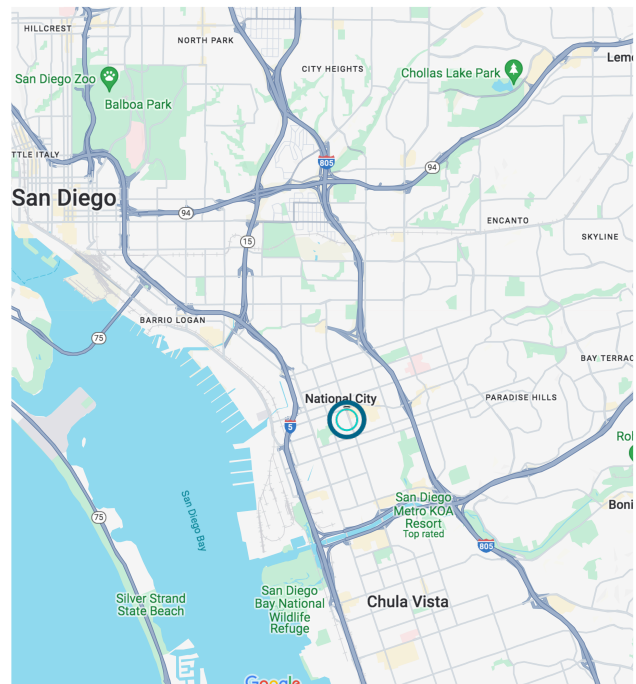 HILLCREST
NORTH PARK
CITY HEIGHTS
Chollas Lake Park
Lem
San Diego Zoo
Balboa Park
TTLE ITALY
805
94
San Diego
94
15
ENCANTO
SKYLINE
BARRIO LOGAN
75
BAY TERRAC
National City
PARADISE HILLS
5
Ro
San Diego
Metro KOA
Resort
Top rated
Boni
75
San Diego Bay
805
Silver Strand
State Beach
San Diego
Bay National
Wildlife
Refuge
Chula Vista
Google